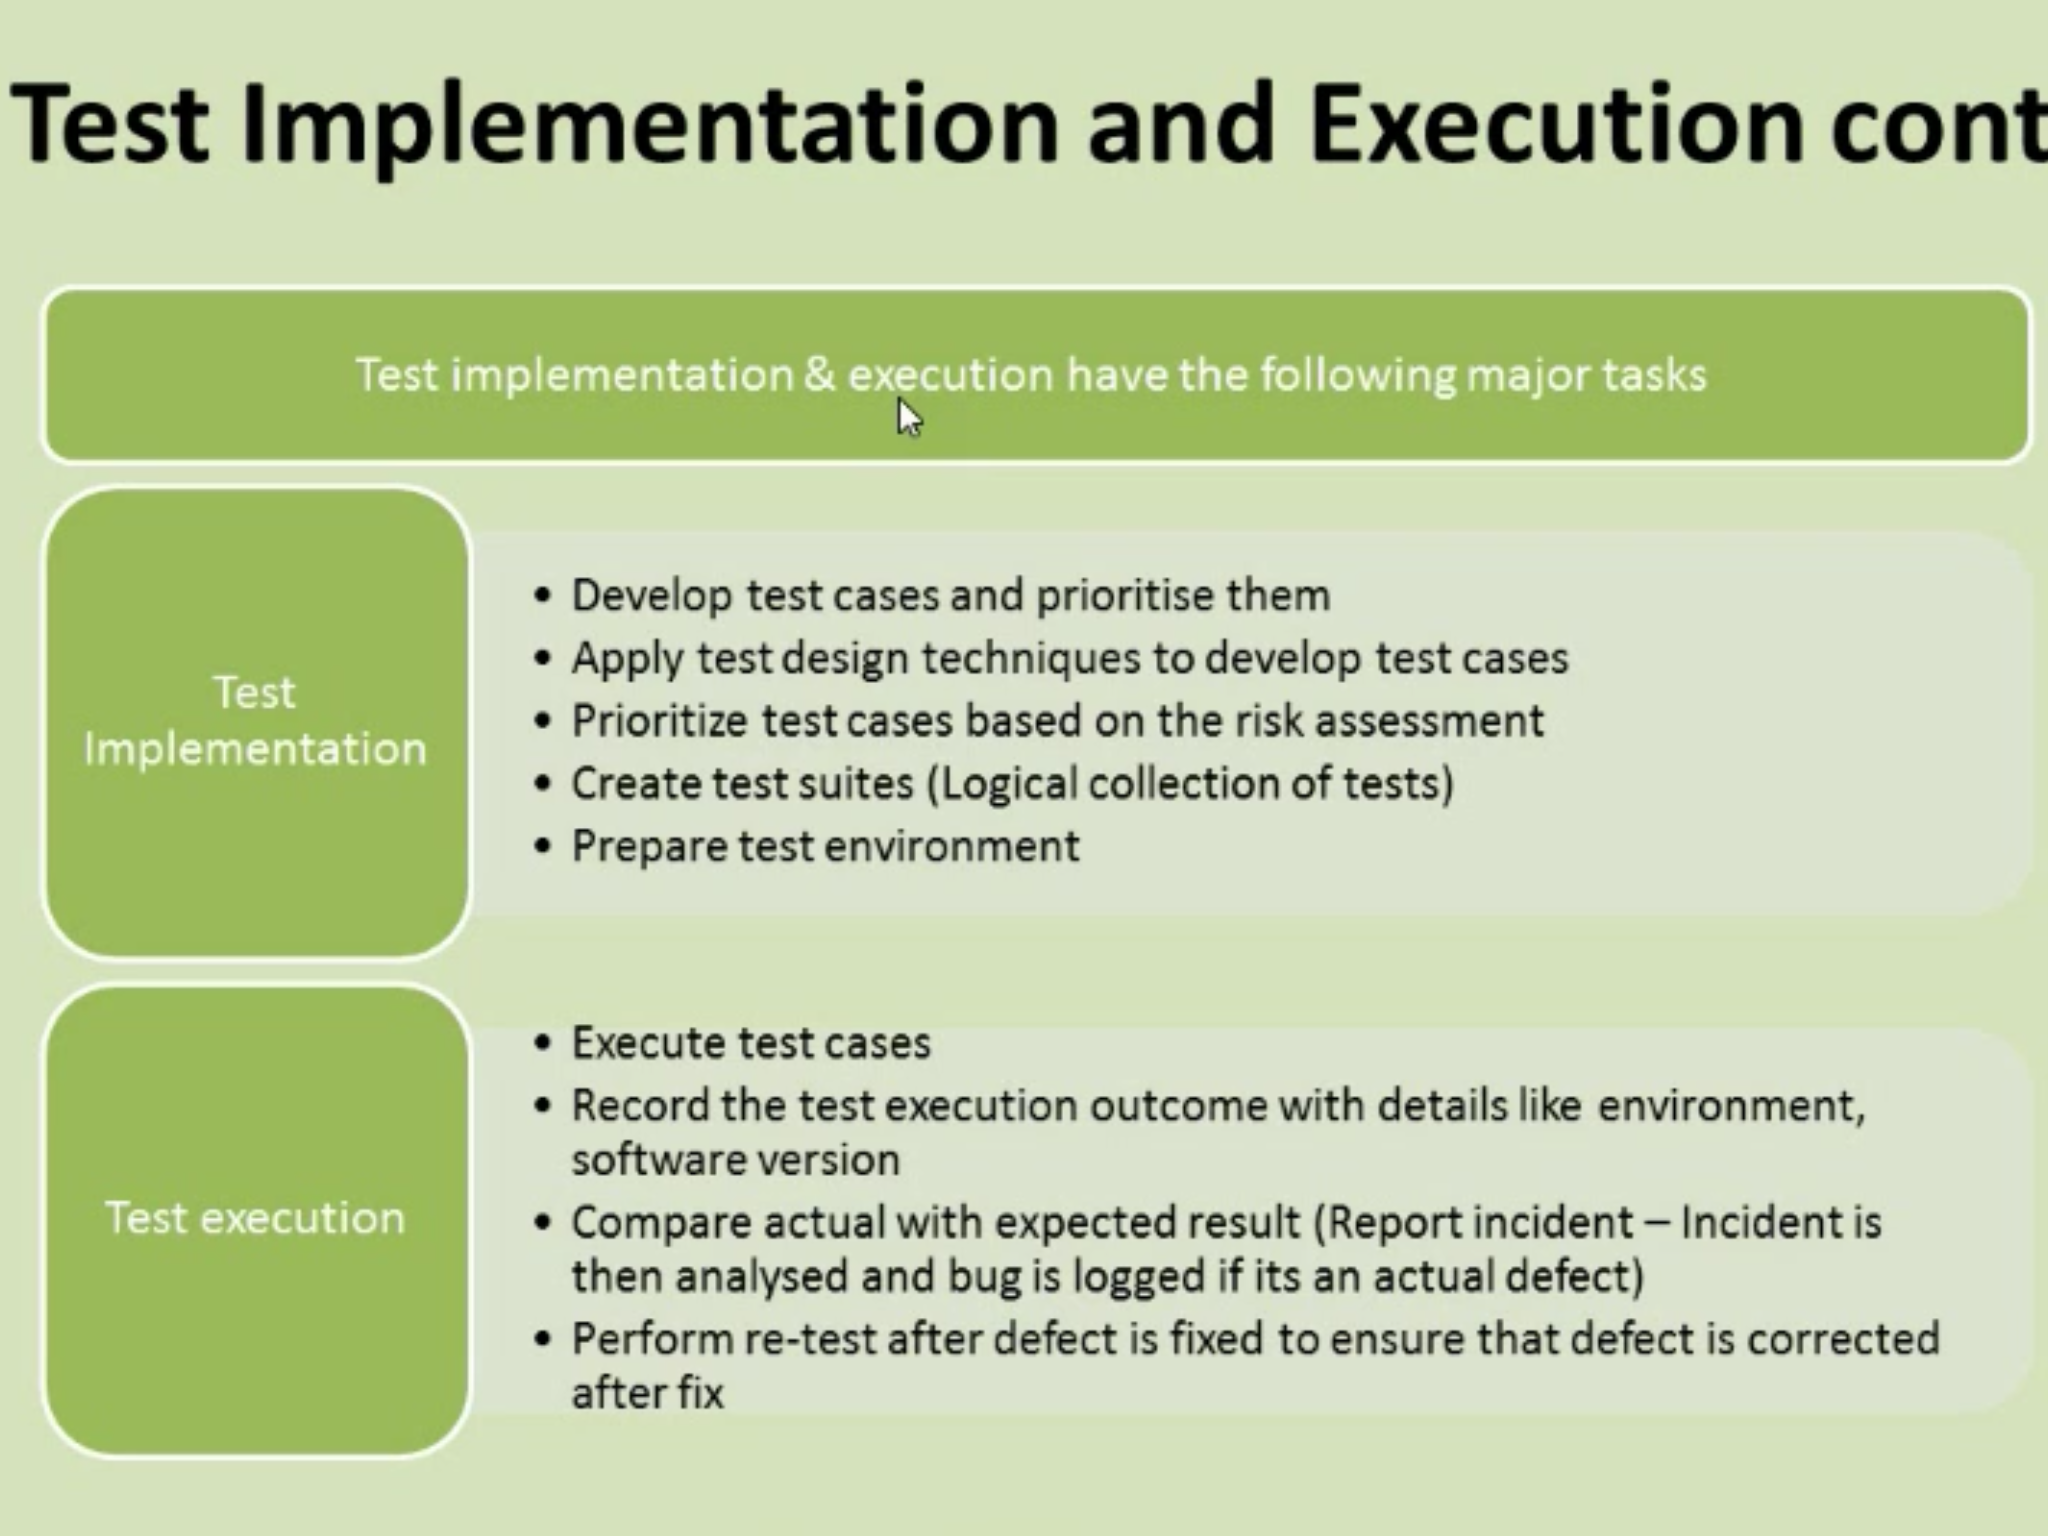 Test Implementation and Execution cont
Test implementation & execution have the following major tasks
Test
Implementation
• Develop test cases and prioritise them
• Apply test design techniques to develop test cases
• Prioritize test cases based on the risk assessment
• Create test suites (Logical collection of tests)
• Prepare test environment
Test execution
• Execute test cases
• Record the test execution outcome with details like environment,
software version
• Compare actual with expected result (Report incident – Incident is
then analysed and bug is logged if its an actual defect)
• Perform re-test after defect is fixed to ensure that defect is corrected
after fix